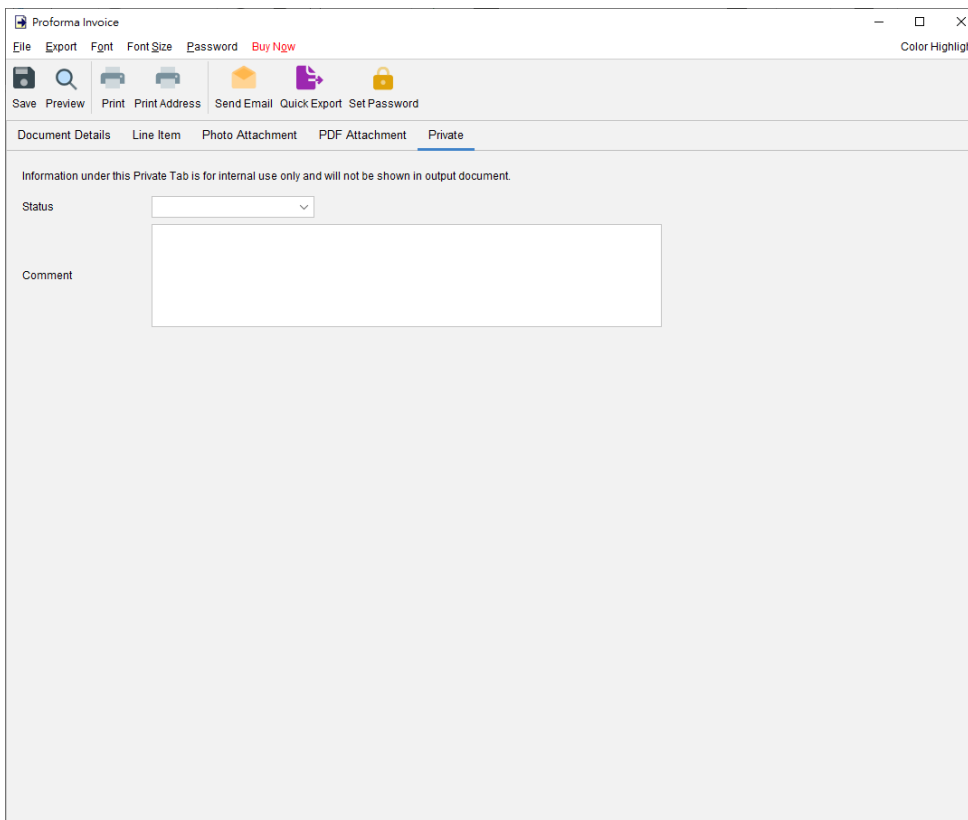 Proforma Invoice
File Export Font Font Size Password Buy Now Color Highligh
Save Preview Print Print Address Send Email Quick Export Set Password
Document Details Line Item Photo Attachment PDF Attachment Private
Information under this Private Tab is for internal use only and will not be shown in output document.
Status
Comment